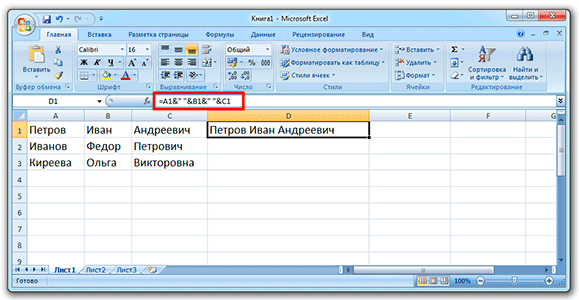 Книга1 - Microsoft Excel
Главная Вставка Разметка страницы Формулы Данные Рецензирование Вид
Вставить
Calibri 16
Общий
Условное форматирование
Форматировать как таблицу
Стили ячеек
Вставить
Удалить
Формат
Сортировка и фильтр
Найти и выделить
Буфер обмена Шрифт Выравнивание Число Стили Ячейки Редактирование
D1 fx =A1&" "&B1&" "&C1
A B C D E F G
1 Петров Иван Андреевич Петров Иван Андреевич
2 Иванов Федор Петрович
3 Киреева Ольга Викторовна
4
5
6
7
8
9
Лист1 Лист2 Лист3
Готово 100%